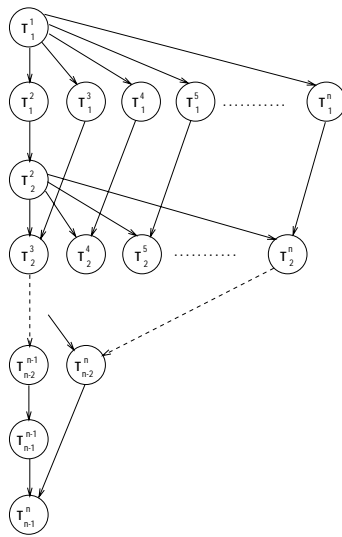 T_1^1
T_1^2 T_1^3 T_1^4 T_1^5 ............ T_1^n
T_2^2
T_2^3 T_2^4 T_2^5 ............ T_2^n
T_{n-2}^{n-1} T_{n-2}^n
T_{n-1}^{n-1}
T_{n-1}^n